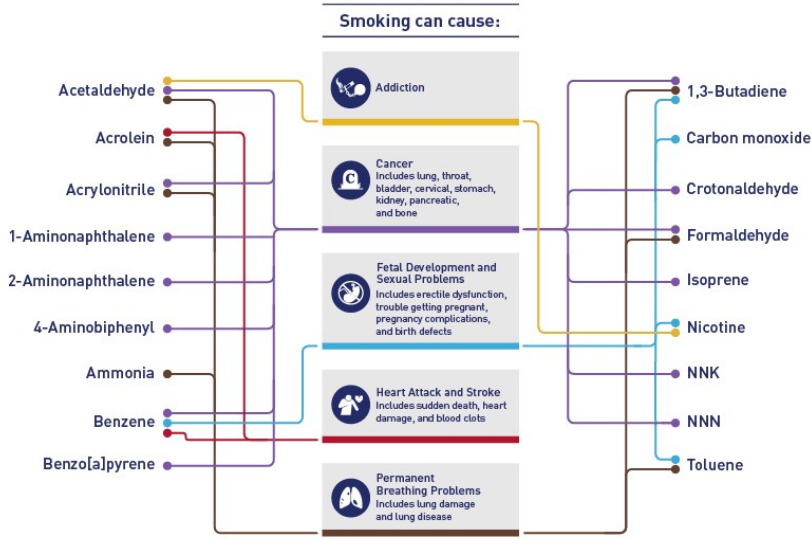 Smoking can cause:
Acetaldehyde
Acrolein
Acrylonitrile
1-Aminonaphthalene
2-Aminonaphthalene
4-Aminobiphenyl
Ammonia
Benzene
Benzo[a]pyrene
Addiction
C
Cancer
Includes lung, throat,
bladder, cervical, stomach,
kidney, pancreatic,
and bone
Fetal Development and
Sexual Problems
Includes erectile dysfunction,
trouble getting pregnant,
pregnancy complications,
and birth defects
Heart Attack and Stroke
Includes sudden death, heart
damage, and blood clots
Permanent
Breathing Problems
Includes lung damage
and lung disease
1,3-Butadiene
Carbon monoxide
Crotonaldehyde
Formaldehyde
Isoprene
Nicotine
NNK
NNN
Toluene